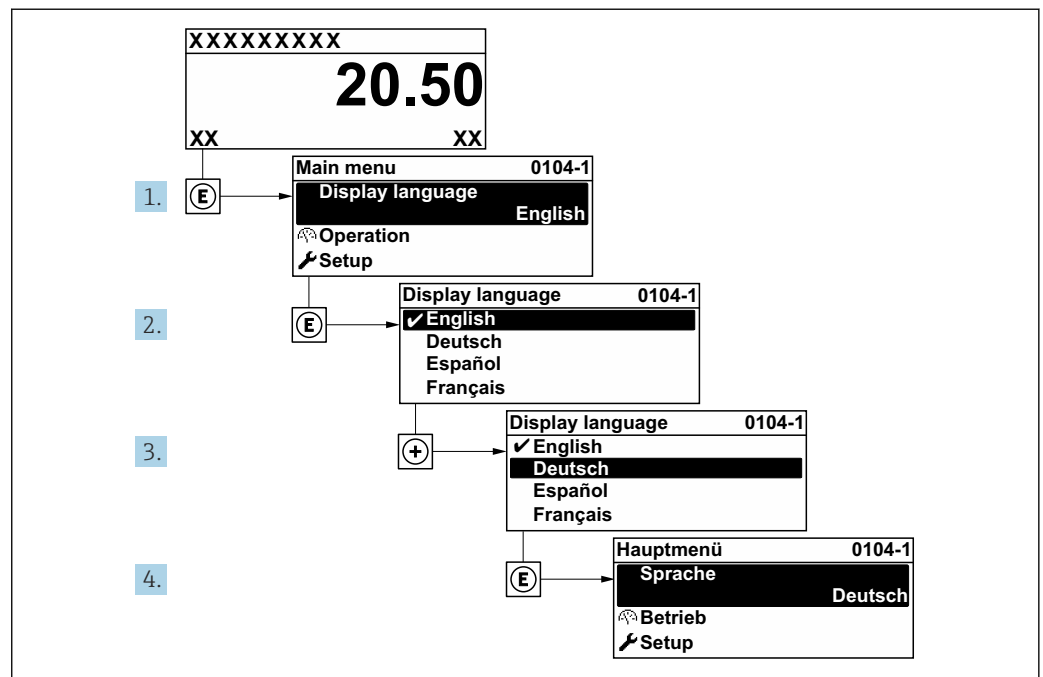 XXXXXXXXX
20.50
XX XX
1. E
Main menu 0104-1
Display language
English
Operation
Setup
2. E
Display language 0104-1
✔ English
Deutsch
Español
Français
3. +
Display language 0104-1
✔ English
Deutsch
Español
Français
4. E
Hauptmenü 0104-1
Sprache
Deutsch
Betrieb
Setup